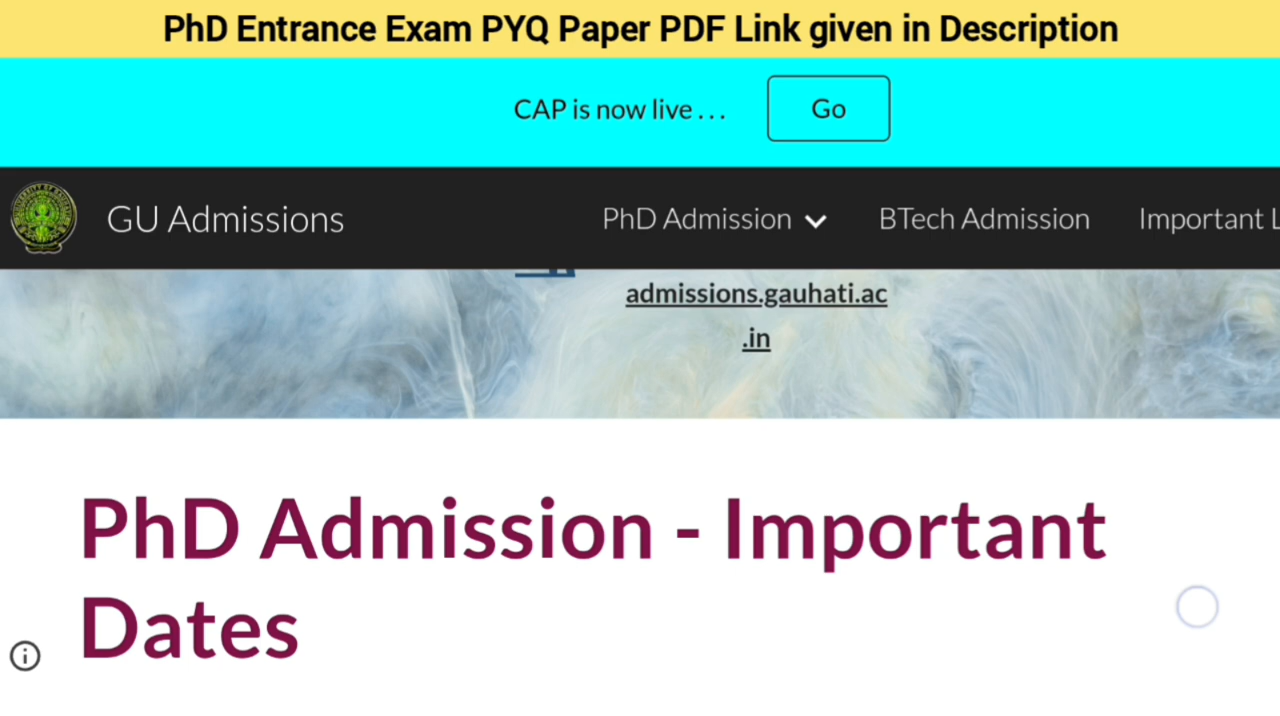 PhD Entrance Exam PYQ Paper PDF Link given in Description
CAP is now live . . . Go
GU Admissions PhD Admission BTech Admission Important
admissions.gauhati.ac
.in
PhD Admission - Important
Dates